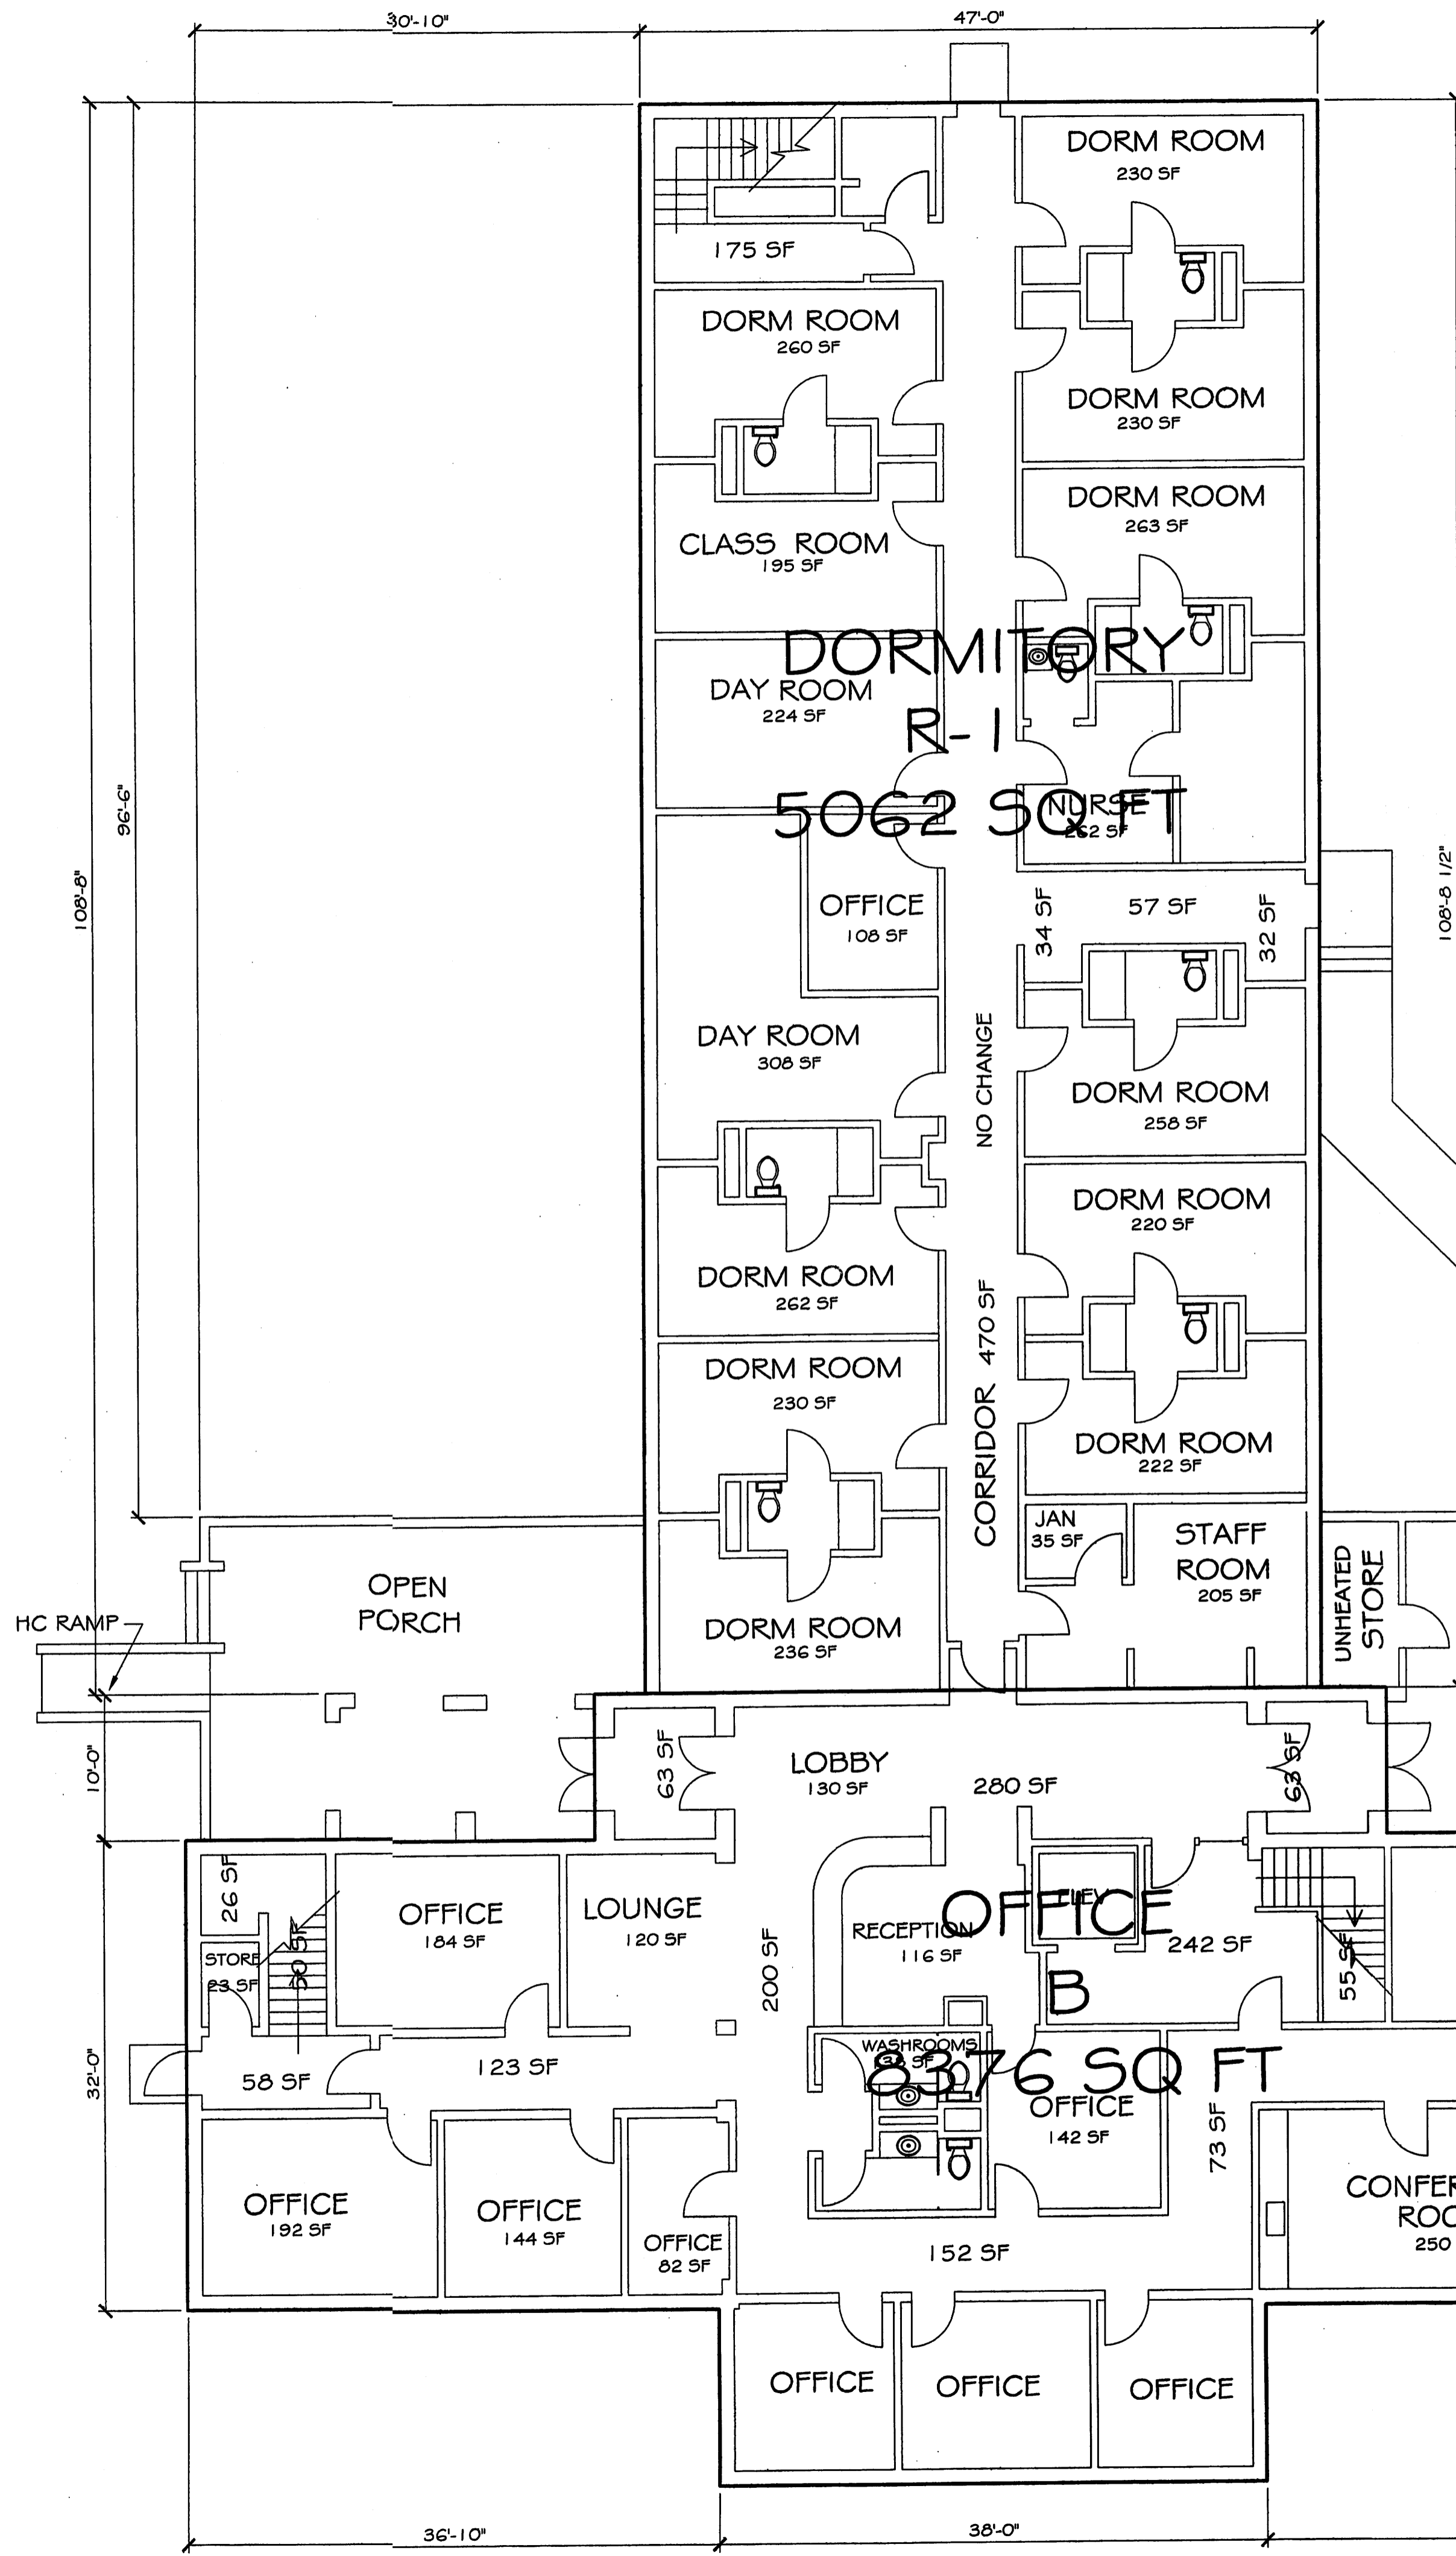 30'-10"
47'-0"
DORM ROOM
230 SF
175 SF
DORM ROOM
260 SF
DORM ROOM
230 SF
DORM ROOM
263 SF
CLASS ROOM
195 SF
DORMITORY
R-1
5062 SQ FT
DAY ROOM
224 SF
NURSE
262 SF
96'-6"
108'-8"
108'-8 1/2"
OFFICE
108 SF
34 SF
57 SF
32 SF
DAY ROOM
308 SF
NO CHANGE
DORM ROOM
258 SF
DORM ROOM
220 SF
DORM ROOM
262 SF
CORRIDOR 470 SF
DORM ROOM
230 SF
DORM ROOM
222 SF
JAN
35 SF
STAFF
ROOM
205 SF
UNHEATED
STORE
OPEN
PORCH
HC RAMP
DORM ROOM
236 SF
10'-0"
63 SF
LOBBY
130 SF
280 SF
63 SF
26 SF
OFFICE
184 SF
LOUNGE
120 SF
200 SF
RECEPTION
116 SF
ELEV
OFFICE
B
8376 SQ FT
242 SF
55 SF
STORE
23 SF
50 SF
32'-0"
58 SF
123 SF
WASHROOMS
OFFICE
142 SF
73 SF
OFFICE
192 SF
OFFICE
144 SF
OFFICE
82 SF
152 SF
CONFER
ROO
250
OFFICE
OFFICE
OFFICE
36'-10"
38'-0"